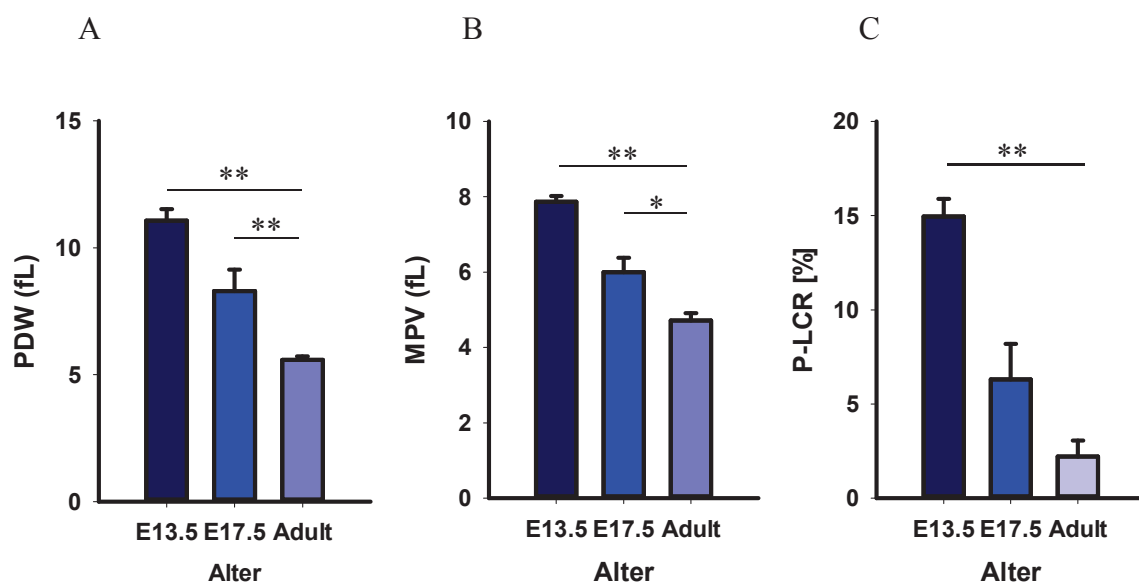 A
PDW (fL)
15
10
5
0
**
**
E13.5 E17.5 Adult
Alter
B
MPV (fL)
10
8
6
4
2
0
**
*
E13.5 E17.5 Adult
Alter
C
P-LCR [%]
20
15
10
5
0
**
E13.5 E17.5 Adult
Alter